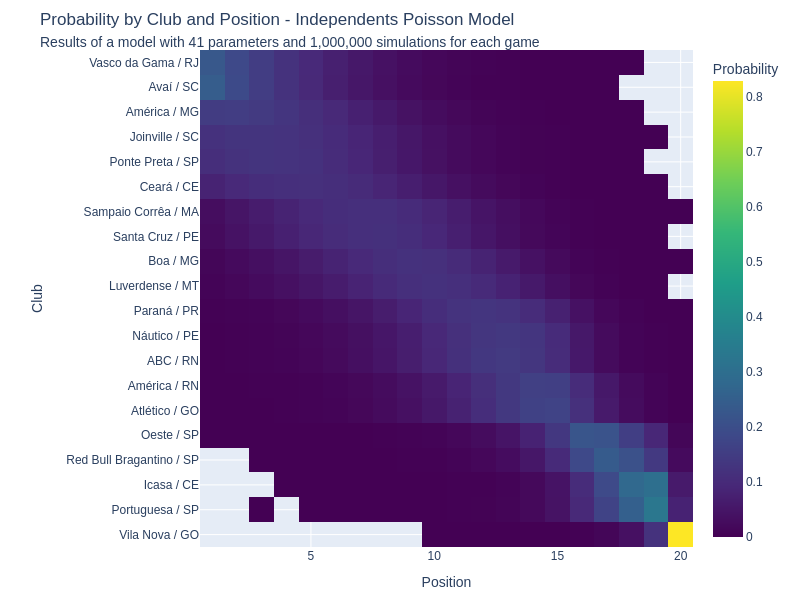 Probability by Club and Position - Independents Poisson Model
Results of a model with 41 parameters and 1,000,000 simulations for each game
Probability
Vasco da Gama / RJ
Avaí / SC
América / MG
Joinville / SC
Ponte Preta / SP
Ceará / CE
Sampaio Corrêa / MA
Santa Cruz / PE
Boa / MG
Luverdense / MT
Paraná / PR
Náutico / PE
ABC / RN
América / RN
Atlético / GO
Oeste / SP
Red Bull Bragantino / SP
Icasa / CE
Portuguesa / SP
Vila Nova / GO
Club
5
10
15
20
Position
0.8
0.7
0.6
0.5
0.4
0.3
0.2
0.1
0